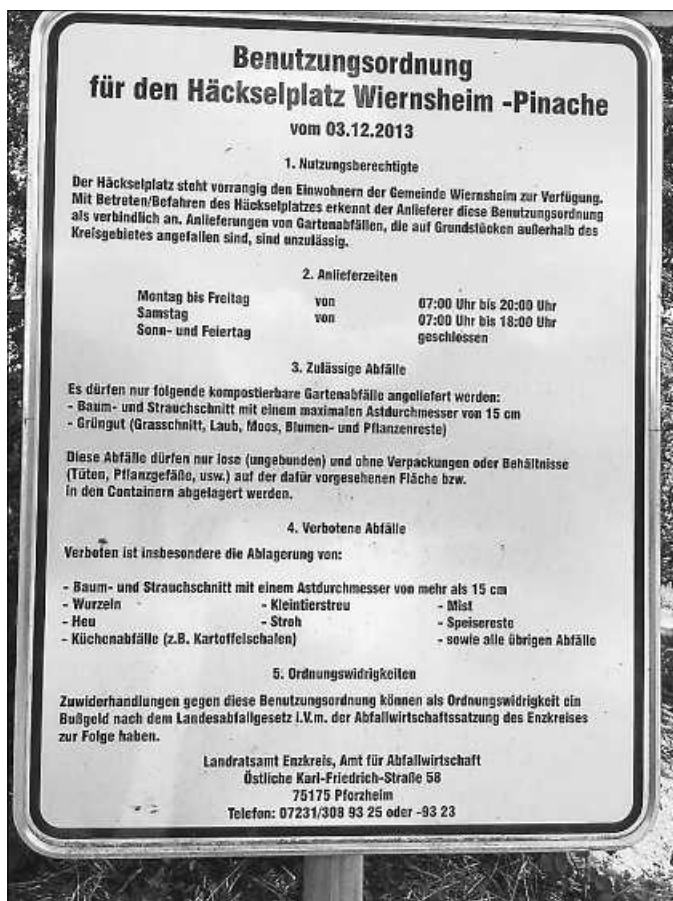 Benutzungsordnung
für den Häckselplatz Wiernsheim -Pinache
vom 03.12.2013
1. Nutzungsberechtigte
Der Häckselplatz steht vorrangig den Einwohnern der Gemeinde Wiernsheim zur Verfügung.
Mit Betreten/Befahren des Häckselplatzes erkennt der Anlieferer diese Benutzungsordnung
als verbindlich an. Anlieferungen von Gartenabfällen, die auf Grundstücken außerhalb des
Kreisgebietes angefallen sind, sind unzulässig.
2. Anlieferzeiten
Montag bis Freitag von 07:00 Uhr bis 20:00 Uhr
Samstag von 07:00 Uhr bis 18:00 Uhr
Sonn- und Feiertag geschlossen
3. Zulässige Abfälle
Es dürfen nur folgende kompostierbare Gartenabfälle angeliefert werden:
- Baum- und Strauchschnitt mit einem maximalen Astdurchmesser von 15 cm
- Grüngut (Grasschnitt, Laub, Moos, Blumen- und Pflanzenreste)
Diese Abfälle dürfen nur lose (ungebunden) und ohne Verpackungen oder Behältnisse
(Tüten, Pflanzgefäße, usw.) auf der dafür vorgesehenen Fläche bzw.
in den Containern abgelagert werden.
4. Verbotene Abfälle
Verboten ist insbesondere die Ablagerung von:
- Baum- und Strauchschnitt mit einem Astdurchmesser von mehr als 15 cm
- Wurzeln - Kleintierstreu - Mist
- Heu - Stroh - Speisereste
- Küchenabfälle (z.B. Kartoffelschalen) - sowie alle übrigen Abfälle
5. Ordnungswidrigkeiten
Zuwiderhandlungen gegen diese Benutzungsordnung können als Ordnungswidrigkeit ein
Bußgeld nach dem Landesabfallgesetz i.V.m. der Abfallwirtschaftssatzung des Enzkreises
zur Folge haben.
Landratsamt Enzkreis, Amt für Abfallwirtschaft
Östliche Karl-Friedrich-Straße 58
75175 Pforzheim
Telefon: 07231/308 93 25 oder -93 23